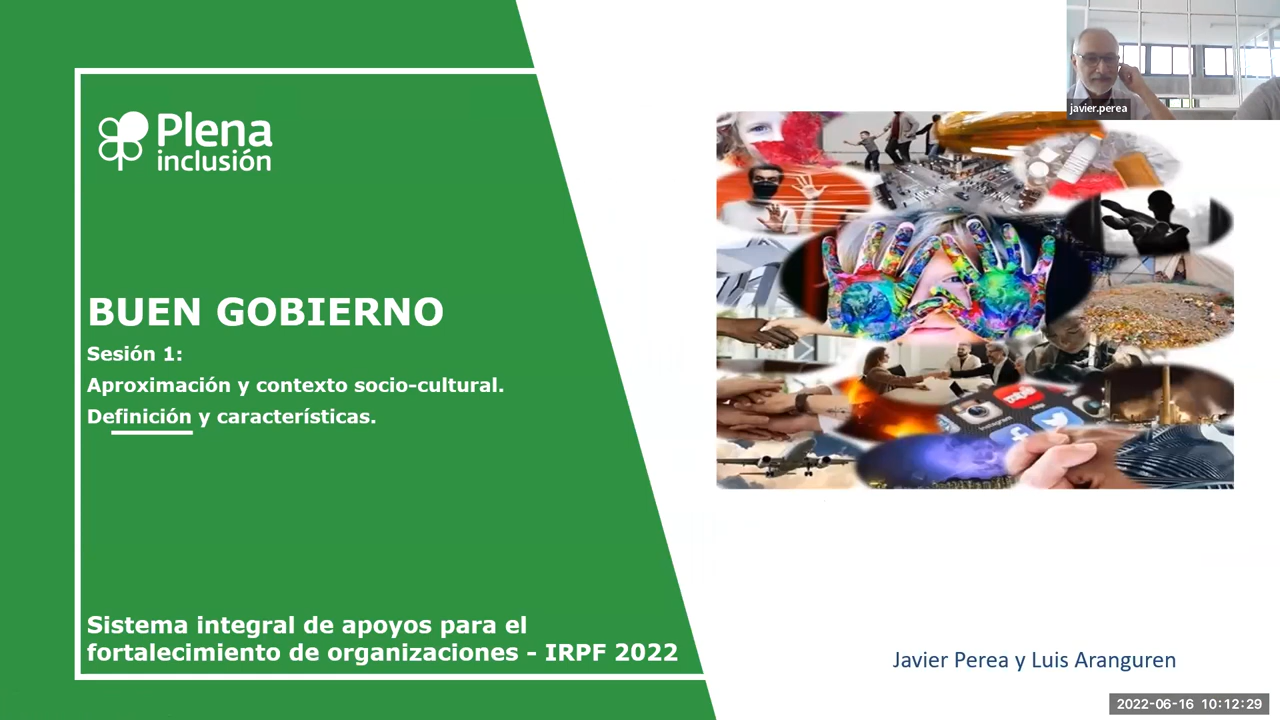 javier.perea
Plena
inclusión
BUEN GOBIERNO
Sesión 1:
Aproximación y contexto socio-cultural.
Definición y características.
Sistema integral de apoyos para el
fortalecimiento de organizaciones - IRPF 2022
Javier Perea y Luis Aranguren
2022-06-16 10:12:29